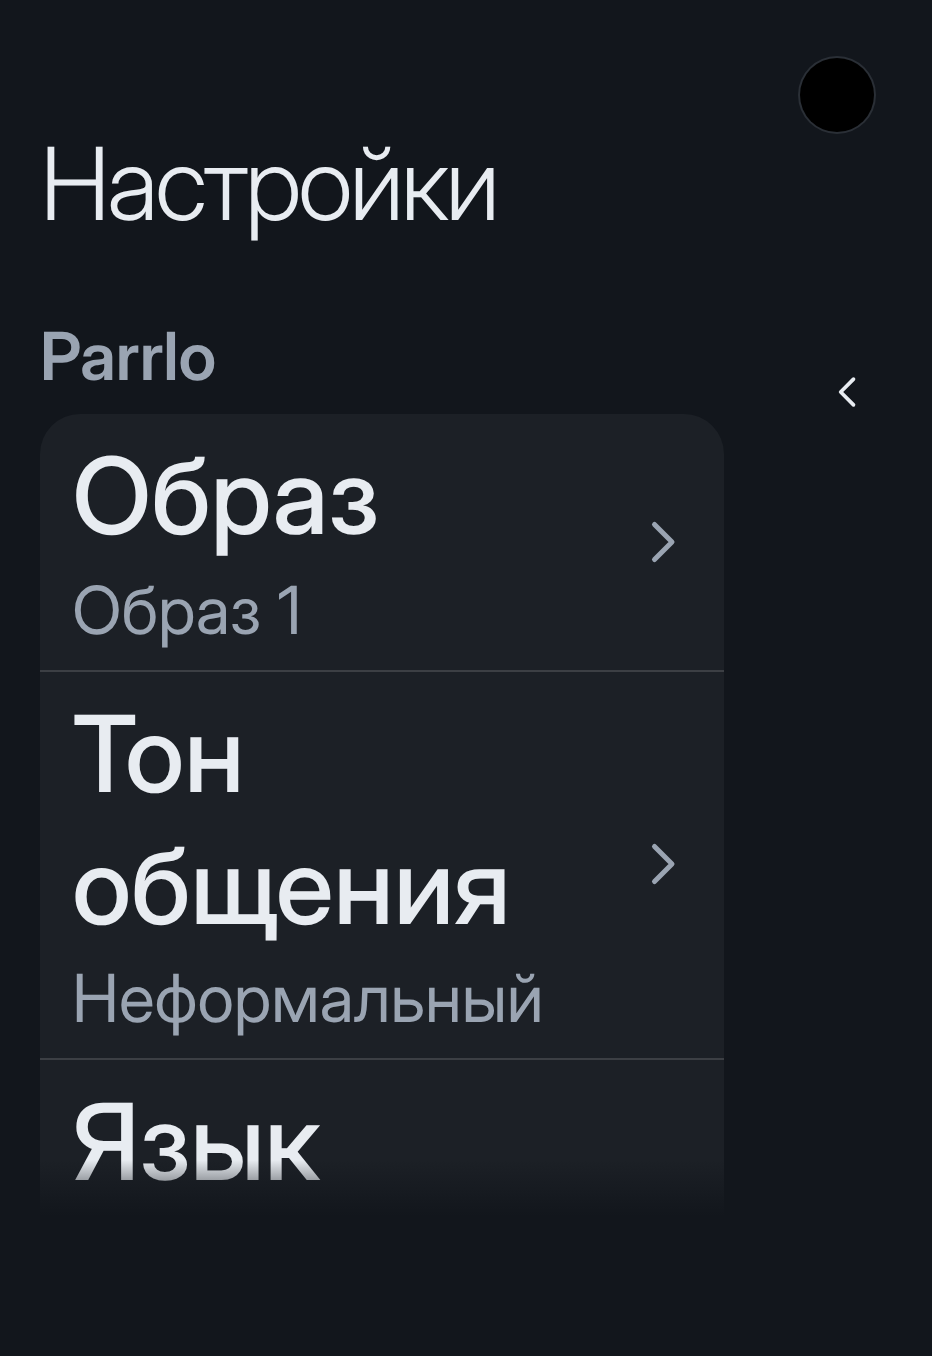 Настройки
Parrlo
Образ
Образ 1
Тон
общения
Неформальный
Язык